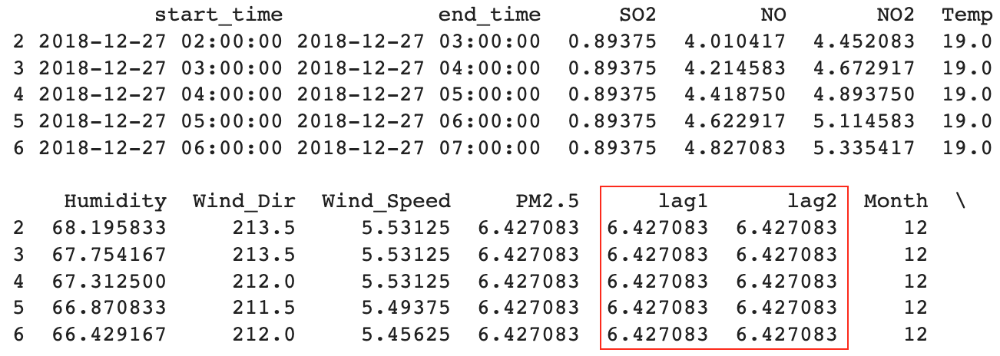 start_time end_time SO2 NO NO2 Temp
2 2018-12-27 02:00:00 2018-12-27 03:00:00 0.89375 4.010417 4.452083 19.0
3 2018-12-27 03:00:00 2018-12-27 04:00:00 0.89375 4.214583 4.672917 19.0
4 2018-12-27 04:00:00 2018-12-27 05:00:00 0.89375 4.418750 4.893750 19.0
5 2018-12-27 05:00:00 2018-12-27 06:00:00 0.89375 4.622917 5.114583 19.0
6 2018-12-27 06:00:00 2018-12-27 07:00:00 0.89375 4.827083 5.335417 19.0
Humidity Wind_Dir Wind_Speed PM2.5 lag1 lag2 Month \
2 68.195833 213.5 5.53125 6.427083 6.427083 6.427083 12
3 67.754167 213.5 5.53125 6.427083 6.427083 6.427083 12
4 67.312500 212.0 5.53125 6.427083 6.427083 6.427083 12
5 66.870833 211.5 5.49375 6.427083 6.427083 6.427083 12
6 66.429167 212.0 5.45625 6.427083 6.427083 6.427083 12